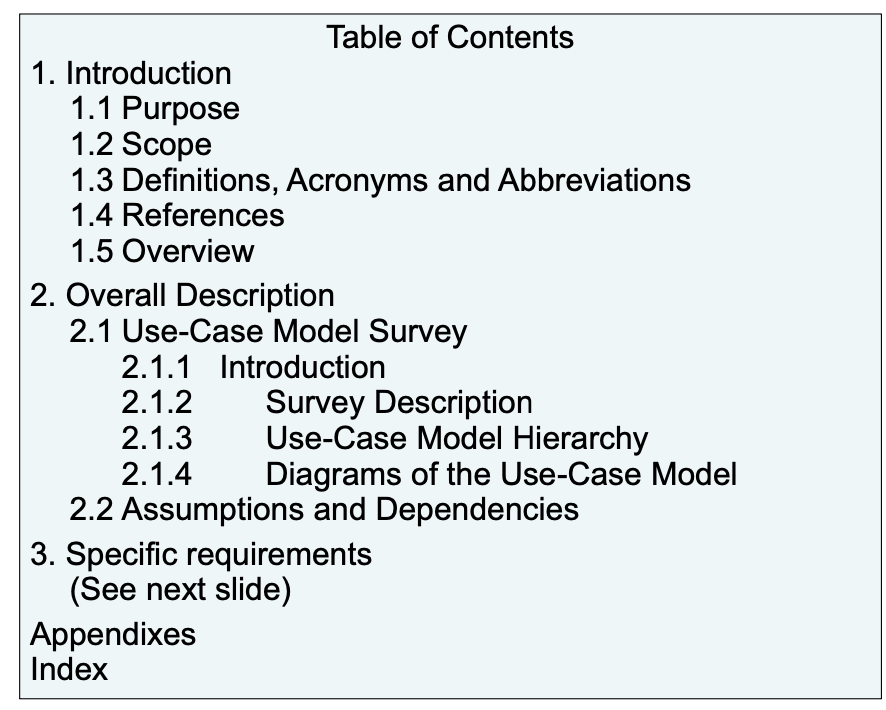 Table of Contents
1. Introduction
1.1 Purpose
1.2 Scope
1.3 Definitions, Acronyms and Abbreviations
1.4 References
1.5 Overview
2. Overall Description
2.1 Use-Case Model Survey
2.1.1 Introduction
2.1.2 Survey Description
2.1.3 Use-Case Model Hierarchy
2.1.4 Diagrams of the Use-Case Model
2.2 Assumptions and Dependencies
3. Specific requirements
(See next slide)
Appendixes
Index